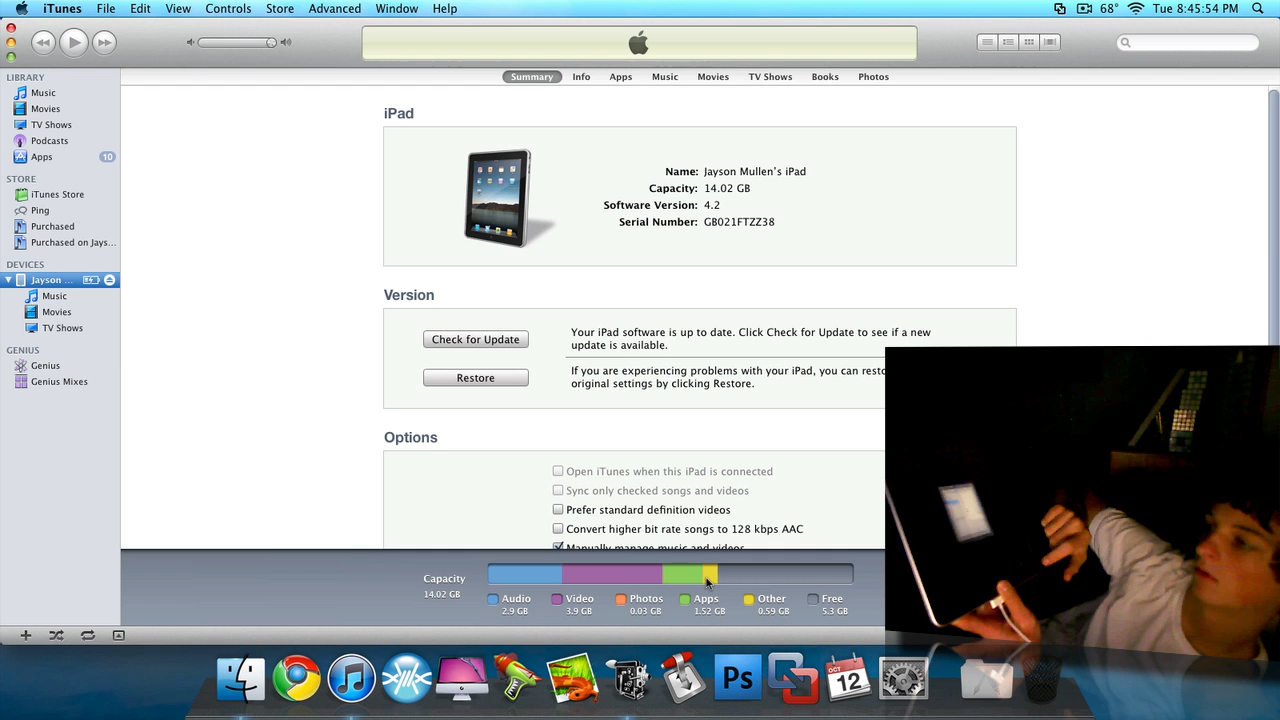 iTunes File Edit View Controls Store Advanced Window Help 68° Tue 8:45:54 PM
LIBRARY
Music
Movies
TV Shows
Podcasts
Apps 10
STORE
iTunes Store
Ping
Purchased
Purchased on Jays...
DEVICES
Jayson ...
Music
Movies
TV Shows
GENIUS
Genius
Genius Mixes
Summary Info Apps Music Movies TV Shows Books Photos
iPad
Name: Jayson Mullen's iPad
Capacity: 14.02 GB
Software Version: 4.2
Serial Number: GB021FTZZ38
Version
Check for Update
Your iPad software is up to date. Click Check for Update to see if a new
update is available.
Restore
If you are experiencing problems with your iPad, you can
original settings by clicking Restore.
Options
Open iTunes when this iPad is connected
Sync only checked songs and videos
Prefer standard definition videos
Convert higher bit rate songs to 128 kbps AAC
Manually manage music and videos
Capacity
14.02 GB
Audio
2.9 GB
Video
3.9 GB
Photos
0.03 GB
Apps
1.52 GB
Other
0.59 GB
Free
5.3 GB
Ps
OCT
12